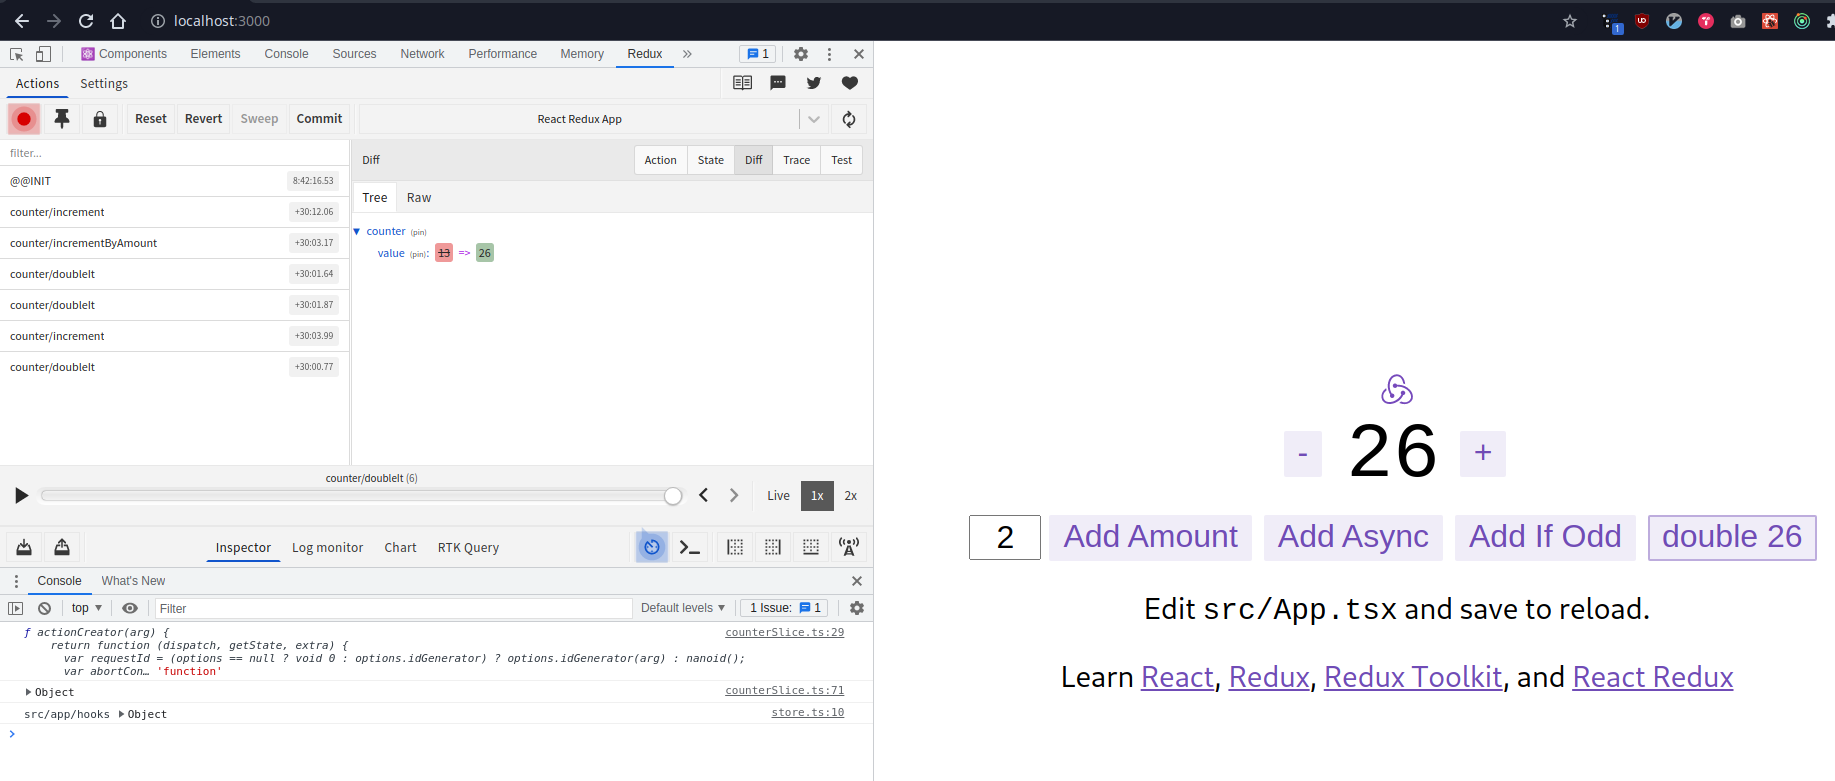 localhost:3000
1
UD
Components Elements Console Sources Network Performance Memory Redux » 1
Actions Settings
Reset Revert Sweep Commit React Redux App
filter...
@@INIT 8:42:16.53
counter/increment +30:12.06
counter/incrementByAmount +30:03.17
counter/doubleIt +30:01.64
counter/doubleIt +30:01.87
counter/increment +30:03.99
counter/doubleIt +30:00.77
Diff Action State Diff Trace Test
Tree Raw
counter (pin)
value (pin): 13 => 26
counter/doubleIt (6)
Live 1x 2x
Inspector Log monitor Chart RTK Query
Console What's New
top Filter Default levels 1 Issue: 1
ƒ actionCreator(arg) { counterSlice.ts:29
return function (dispatch, getState, extra) {
var requestId = (options == null ? void 0 : options.idGenerator) ? options.idGenerator(arg) : nanoid();
var abortCon… 'function'
Object counterSlice.ts:71
src/app/hooks Object store.ts:10
- 26 +
2 Add Amount Add Async Add If Odd double 26
Edit src/App.tsx and save to reload.
Learn React, Redux, Redux Toolkit, and React Redux